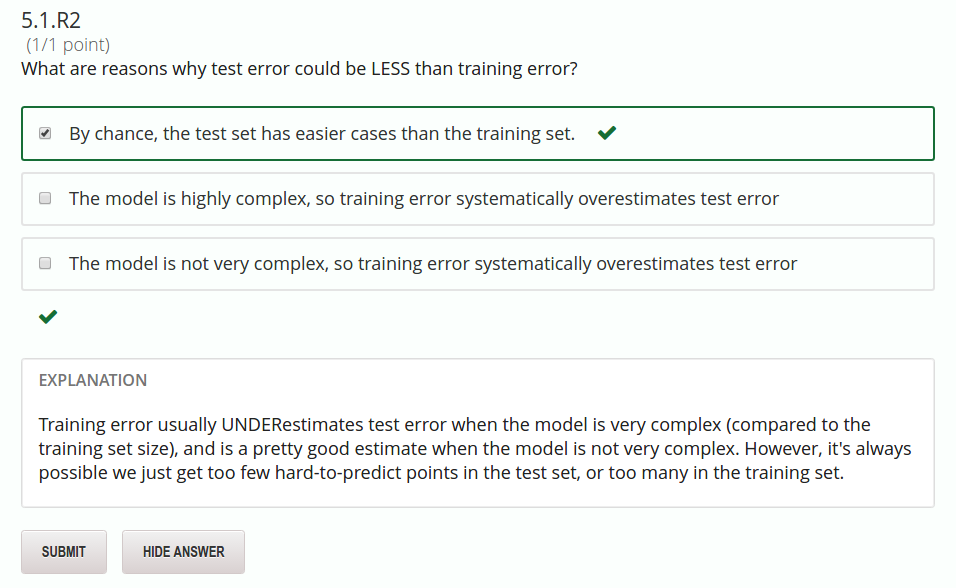 5.1.R2
(1/1 point)
What are reasons why test error could be LESS than training error?
By chance, the test set has easier cases than the training set.
The model is highly complex, so training error systematically overestimates test error
The model is not very complex, so training error systematically overestimates test error
EXPLANATION
Training error usually UNDERestimates test error when the model is very complex (compared to the
training set size), and is a pretty good estimate when the model is not very complex. However, it's always
possible we just get too few hard-to-predict points in the test set, or too many in the training set.
SUBMIT
HIDE ANSWER